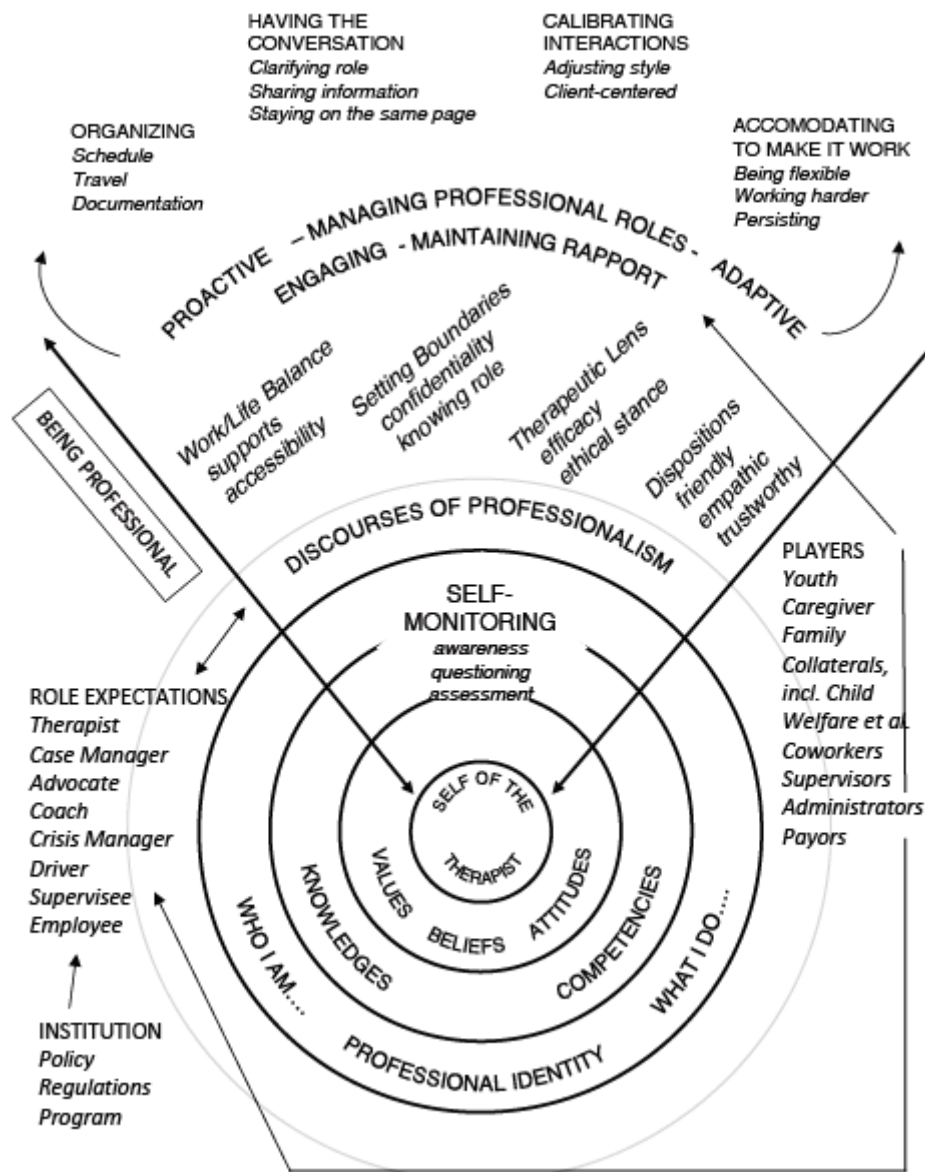 HAVING THE
CONVERSATION
Clarifying role
Sharing information
Staying on the same page
CALIBRATING
INTERACTIONS
Adjusting style
Client-centered
ORGANIZING
Schedule
Travel
Documentation
ACCOMODATING
TO MAKE IT WORK
Being flexible
Working harder
Persisting
PROACTIVE – MANAGING PROFESSIONAL ROLES - ADAPTIVE
ENGAGING - MAINTAINING RAPPORT
BEING PROFESSIONAL
Work/Life Balance
supports
accessibility
Setting Boundaries
confidentiality
knowing role
Therapeutic Lens
efficacy
ethical stance
Dispositions
friendly
empathic
trustworthy
DISCOURSES OF PROFESSIONALISM
SELF-
MONITORING
awareness
questioning
assessment
SELF OF THE
THERAPIST
VALUES BELIEFS ATTITUDES
KNOWLEDGES COMPETENCIES
WHO I AM.... PROFESSIONAL IDENTITY WHAT I DO....
ROLE EXPECTATIONS
Therapist
Case Manager
Advocate
Coach
Crisis Manager
Driver
Supervisee
Employee
INSTITUTION
Policy
Regulations
Program
PLAYERS
Youth
Caregiver
Family
Collaterals,
incl. Child
Welfare et al.
Coworkers
Supervisors
Administrators
Payors